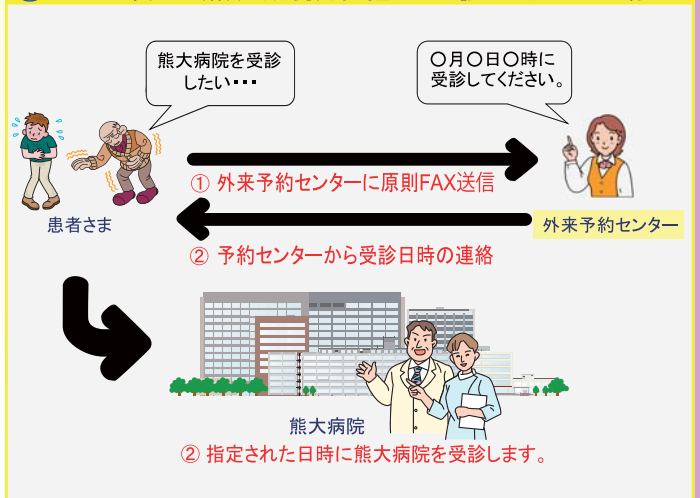 熊大病院を受診
したい・・・
〇月〇日〇時に
受診してください。
① 外来予約センターに原則FAX送信
患者さま
外来予約センター
② 予約センターから受診日時の連絡
熊大病院
② 指定された日時に熊大病院を受診します。